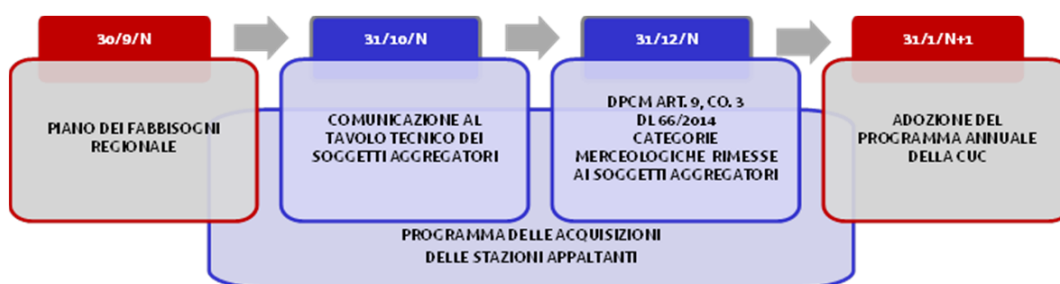 30/9/N
31/10/N
31/12/N
31/1/N+1
PIANO DEI FABBISOGNI
REGIONALE
COMUNICAZIONE AL
TAVOLO TECNICO DEI
SOGGETTI AGGREGATORI
DPCM ART. 9, CO. 3
DL 66/2014
CATEGORIE
MERCEOLOGICHE RIMESSE
AI SOGGETTI AGGREGATORI
ADOZIONE DEL
PROGRAMMA ANNUALE
DELLA CUC
PROGRAMMA DELLE ACQUISIZIONI
DELLE STAZIONI APPALTANTI